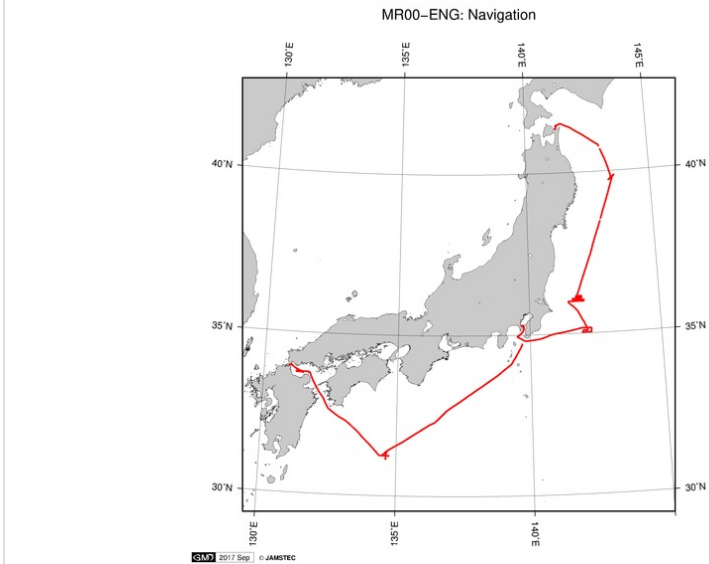 MR00-ENG: Navigation
130˚E 135˚E 140˚E 145˚E
40˚N 40˚N
35˚N 35˚N
30˚N 30˚N
130˚E 135˚E 140˚E
GMD 2017 Sep © JAMSTEC